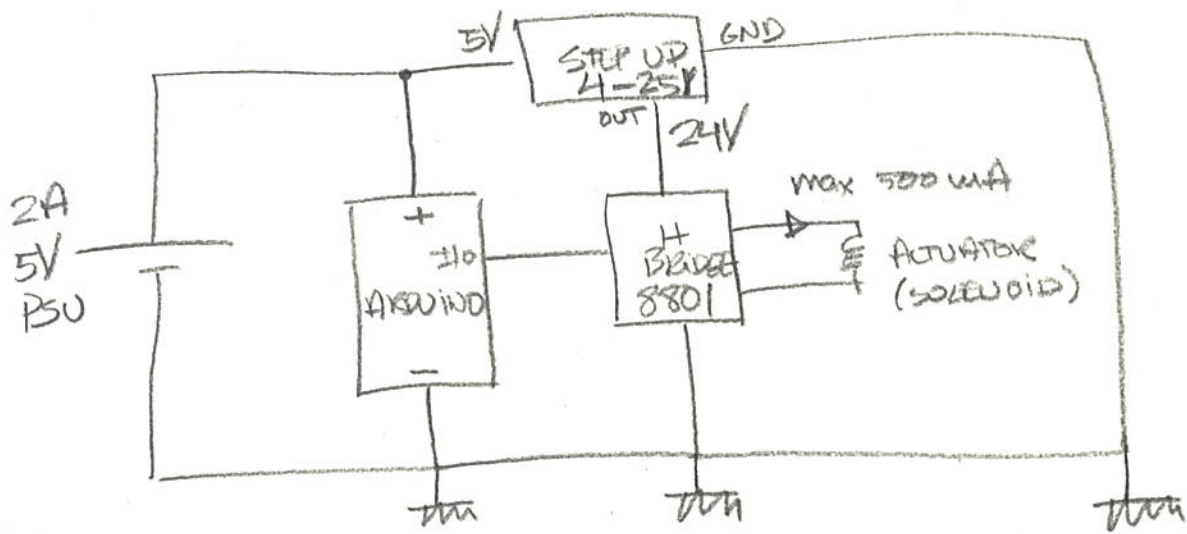 5V
STEP UP
4-25V
GND
OUT
24V
2A
5V
PSU
+
I/O
ARDUINO
-
H
BRIDGE
8801
max 500 mA
ACTUATOR
(SOLENOID)